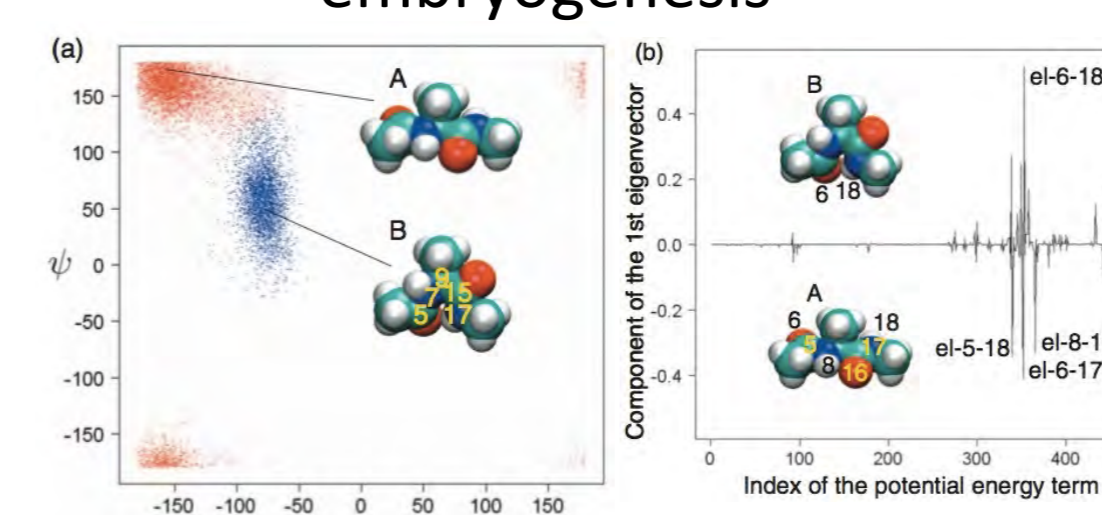 embryogenesis
(a)
A
B
9
7 15
5 17
ψ
150
100
50
0
-50
-100
-150
-150 -100 -50 0 50 100 150
(b)
Component of the 1st eigenvector
0.4
0.2
0.0
-0.2
-0.4
B
6 18
A
6 18
5 17
8 16
el-6-18
el-5-18
el-8-1
el-6-17
0 100 200 300 400
Index of the potential energy term